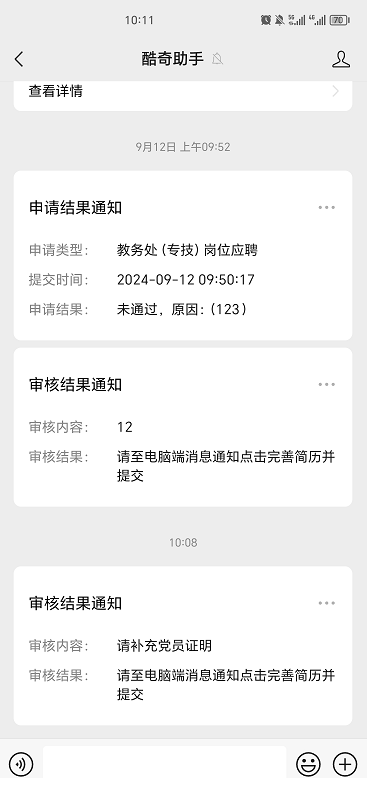 10:11
5G 4G 70
酷奇助手
查看详情
9月12日 上午09:52
申请结果通知
申请类型： 教务处（专技）岗位应聘
提交时间： 2024-09-12 09:50:17
申请结果： 未通过，原因：（123）
审核结果通知
审核内容： 12
审核结果： 请至电脑端消息通知点击完善简历并
提交
10:08
审核结果通知
审核内容： 请补充党员证明
审核结果： 请至电脑端消息通知点击完善简历并
提交